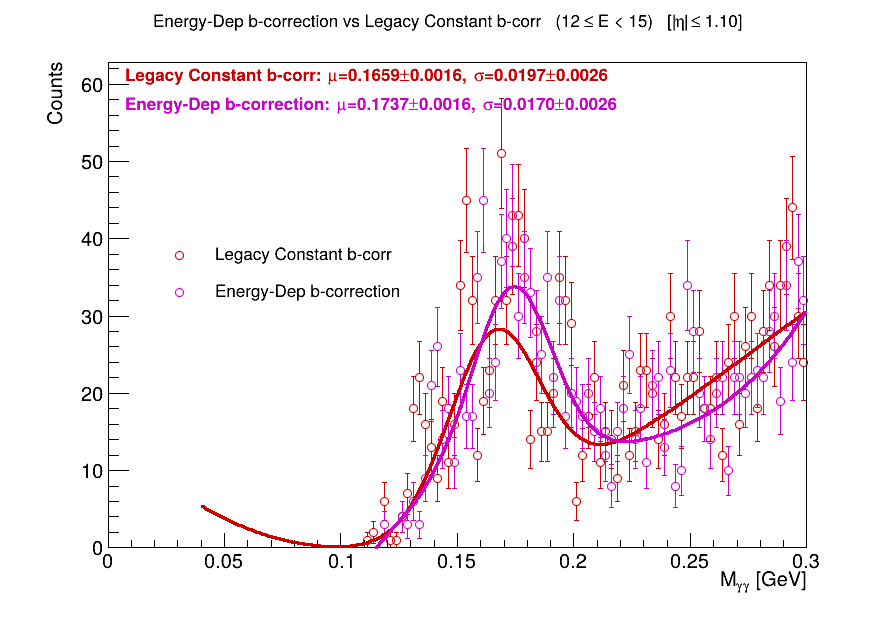 Energy-Dep b-correction vs Legacy Constant b-corr (12 ≤ E < 15) [|η| ≤ 1.10]
Counts
Legacy Constant b-corr: μ=0.1659±0.0016, σ=0.0197±0.0026
Energy-Dep b-correction: μ=0.1737±0.0016, σ=0.0170±0.0026
60
50
40
30
20
10
0
Legacy Constant b-corr
Energy-Dep b-correction
0 0.05 0.1 0.15 0.2 0.25 0.3
Mγγ [GeV]